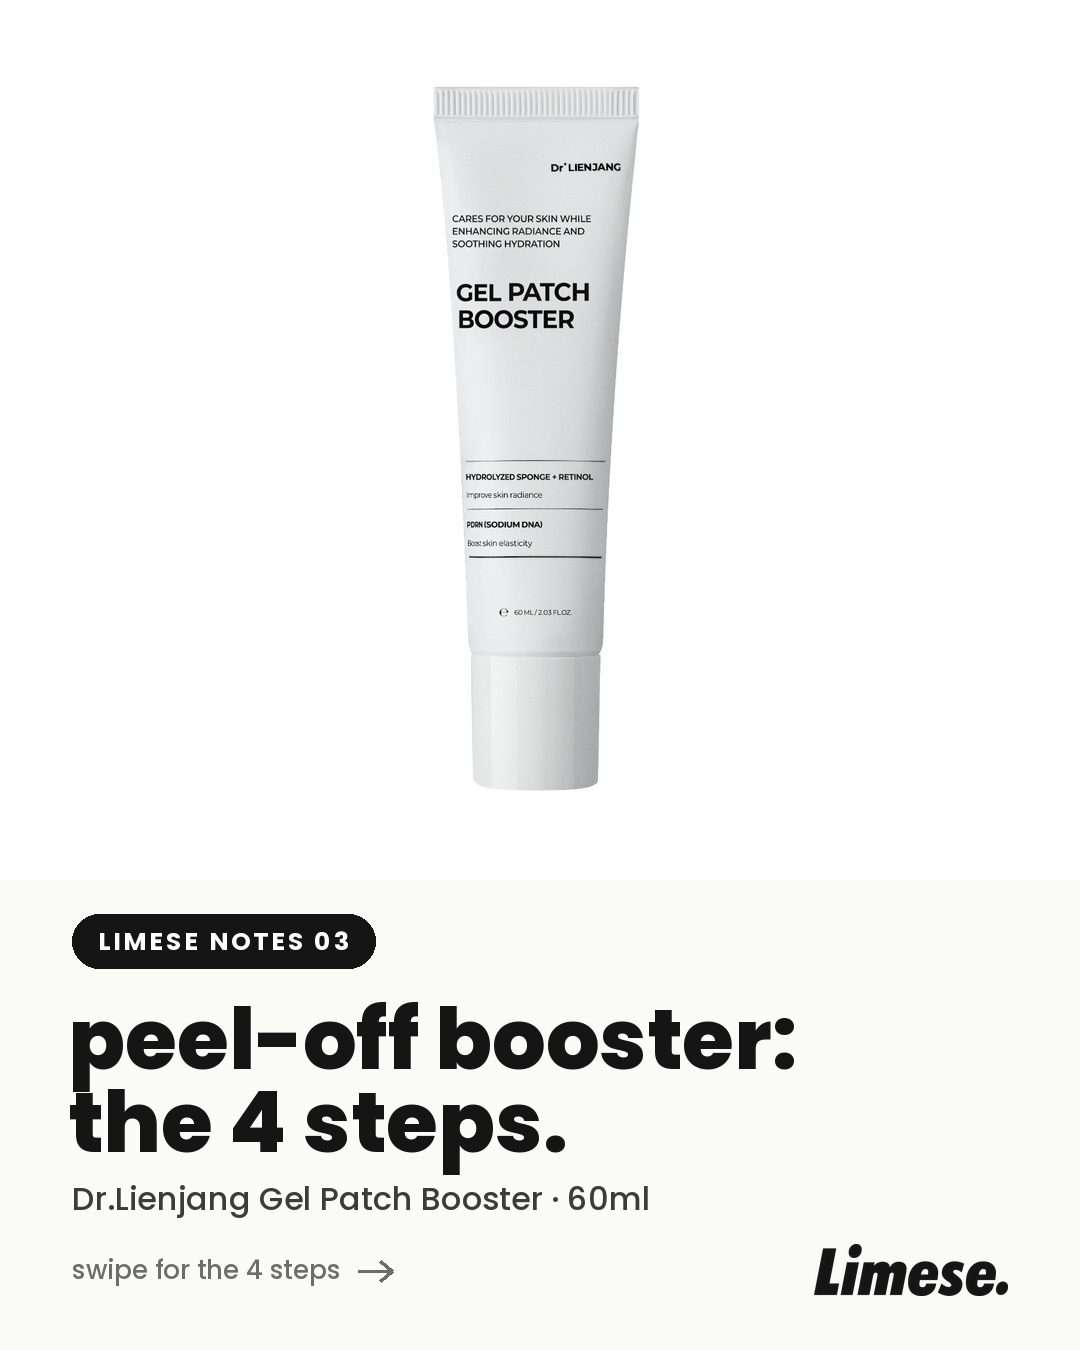 Dr+ LIENJANG
CARES FOR YOUR SKIN WHILE
ENHANCING RADIANCE AND
SOOTHING HYDRATION
GEL PATCH
BOOSTER
HYDROLYZED SPONGE + RETINOL
Improve skin radiance
PDRN (SODIUM DNA)
Boost skin elasticity
℮ 60 ML / 2.03 FL.OZ.
LIMESE NOTES 03
peel-off booster:
the 4 steps.
Dr.Lienjang Gel Patch Booster · 60ml
swipe for the 4 steps →
Limese.